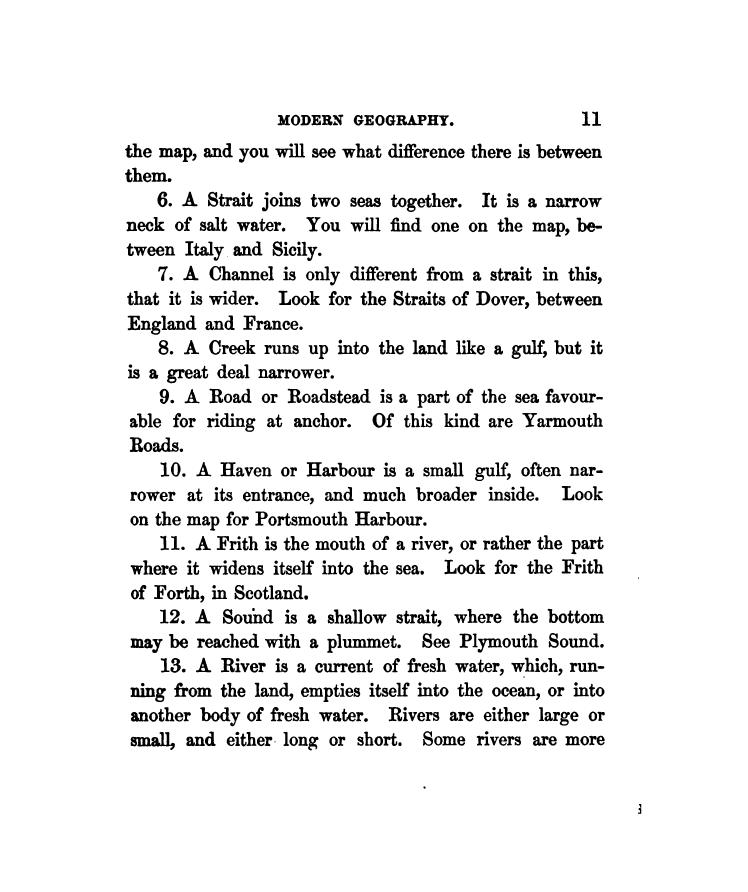 MODERN GEOGRAPHY. 11
the map, and you will see what difference there is between
them.
6. A Strait joins two seas together. It is a narrow
neck of salt water. You will find one on the map, be-
tween Italy and Sicily.
7. A Channel is only different from a strait in this,
that it is wider. Look for the Straits of Dover, between
England and France.
8. A Creek runs up into the land like a gulf, but it
is a great deal narrower.
9. A Road or Roadstead is a part of the sea favour-
able for riding at anchor. Of this kind are Yarmouth
Roads.
10. A Haven or Harbour is a small gulf, often nar-
rower at its entrance, and much broader inside. Look
on the map for Portsmouth Harbour.
11. A Frith is the mouth of a river, or rather the part
where it widens itself into the sea. Look for the Frith
of Forth, in Scotland.
12. A Sound is a shallow strait, where the bottom
may be reached with a plummet. See Plymouth Sound.
13. A River is a current of fresh water, which, run-
ning from the land, empties itself into the ocean, or into
another body of fresh water. Rivers are either large or
small, and either long or short. Some rivers are more